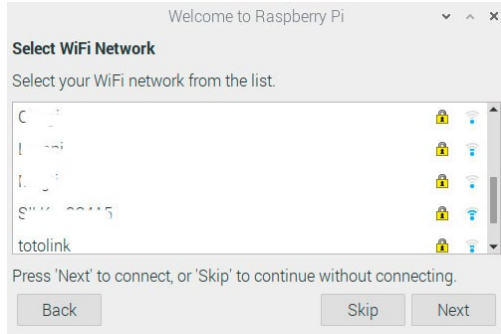 Welcome to Raspberry Pi
Select WiFi Network
Select your WiFi network from the list.
totolink
Press 'Next' to connect, or 'Skip' to continue without connecting.
Back
Skip
Next